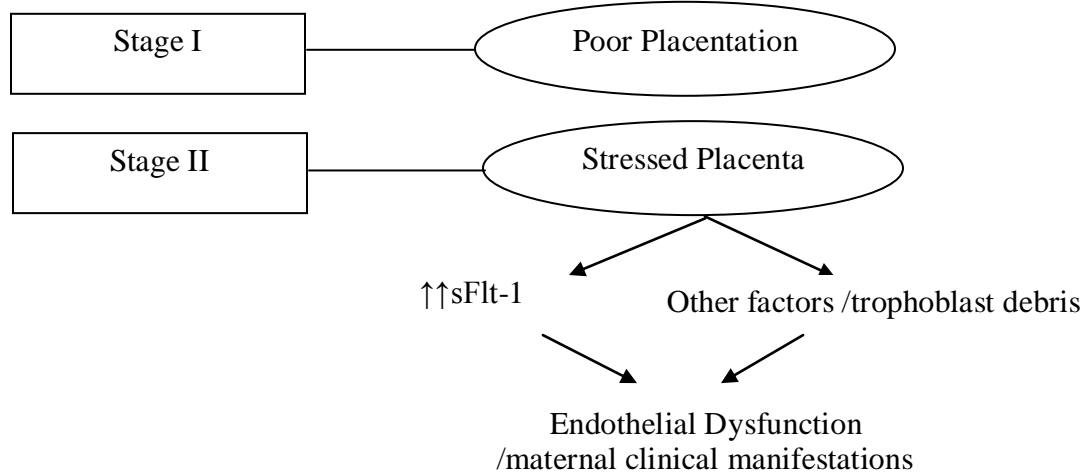 Stage I
Poor Placentation
Stage II
Stressed Placenta
↑↑sFlt-1
Other factors /trophoblast debris
Endothelial Dysfunction
/maternal clinical manifestations